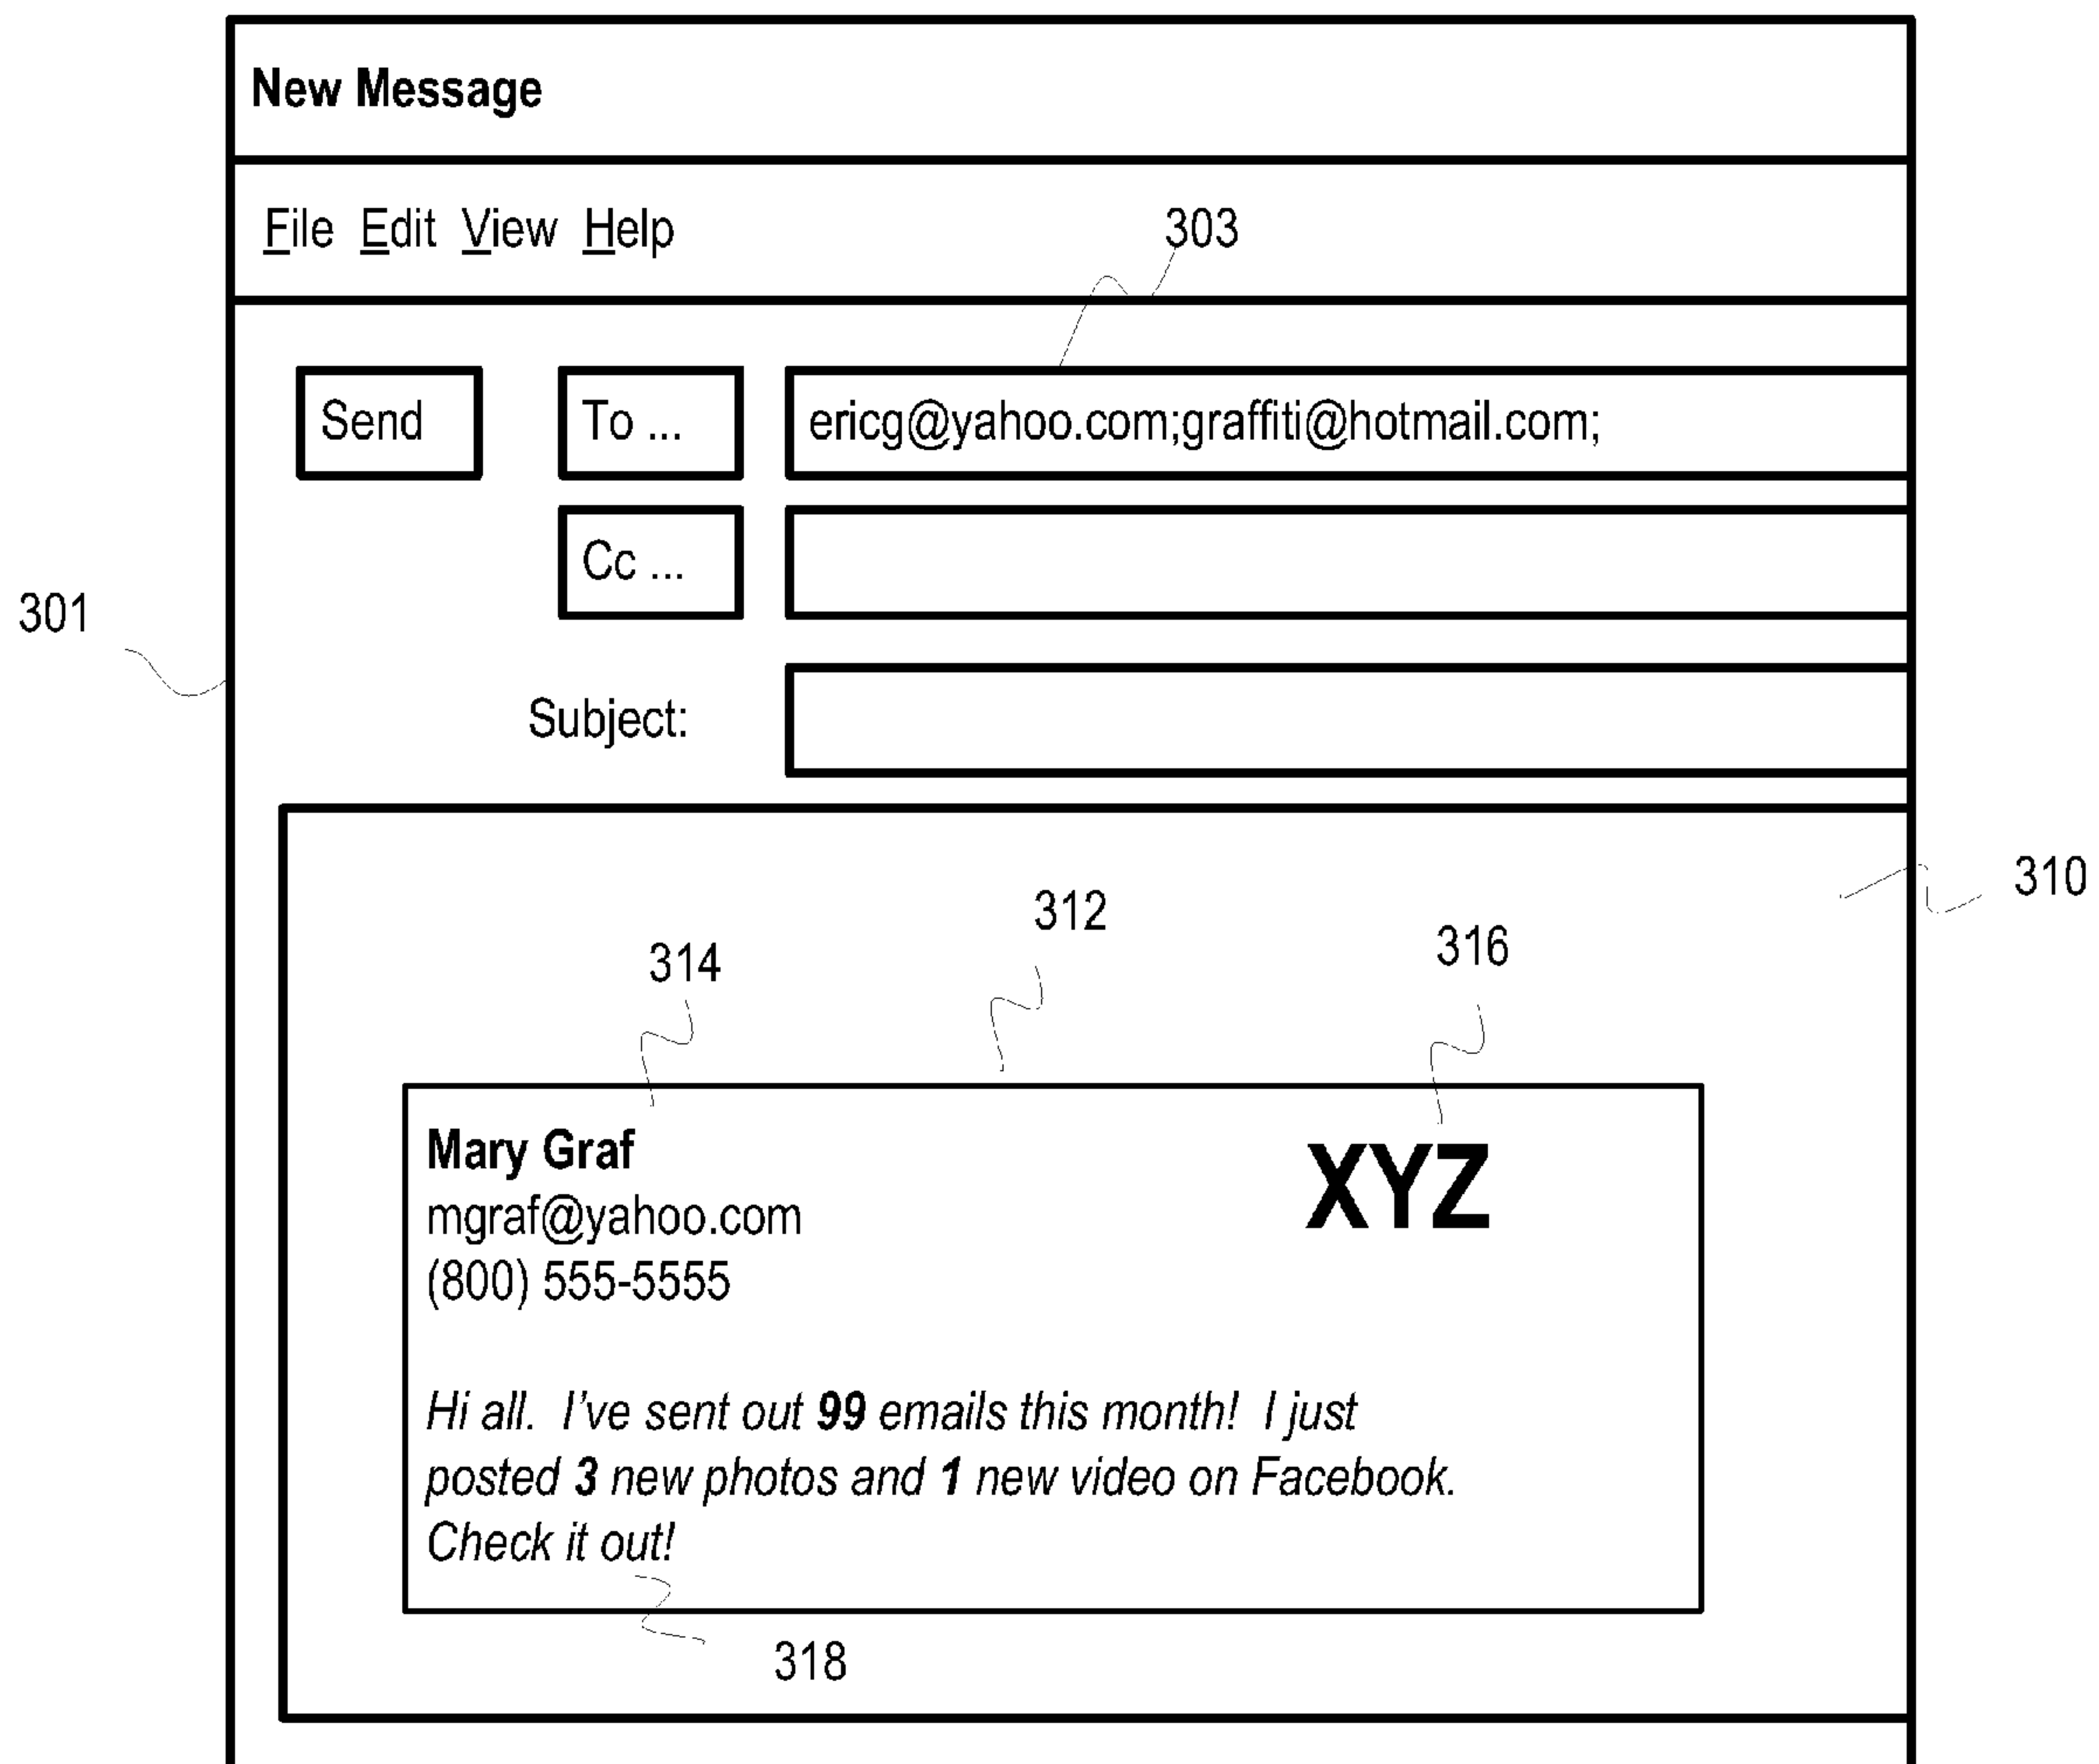 New Message
File Edit View Help
303
Send
To ...
ericg@yahoo.com;graffiti@hotmail.com;
Cc ...
301
Subject:
310
312
314
316
Mary Graf
XYZ
mgraf@yahoo.com
(800) 555-5555
Hi all.  I've sent out 99 emails this month!  I just
posted 3 new photos and 1 new video on Facebook.
Check it out!
318